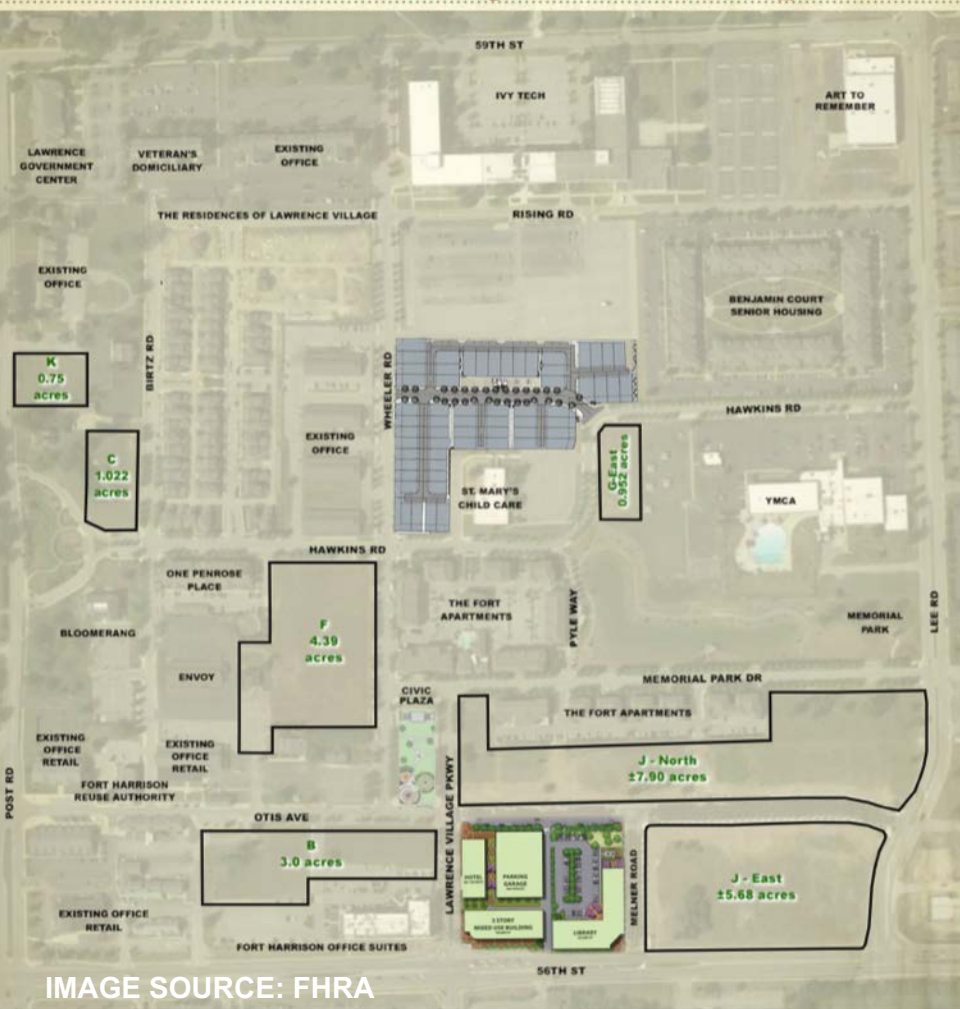 59TH ST
IVY TECH
ART TO
REMEMBER
LAWRENCE
GOVERNMENT
CENTER
VETERAN'S
DOMICILIARY
EXISTING
OFFICE
THE RESIDENCES OF LAWRENCE VILLAGE
RISING RD
EXISTING
OFFICE
BENJAMIN COURT
SENIOR HOUSING
BIRTZ RD
WHEELER RD
K
0.75
acres
HAWKINS RD
C
1.022
acres
EXISTING
OFFICE
G-East
0.952 acres
ST. MARY'S
CHILD CARE
YMCA
HAWKINS RD
ONE PENROSE
PLACE
THE FORT
APARTMENTS
PYLE WAY
MEMORIAL
PARK
LEE RD
BLOOMERANG
F
4.39
acres
ENVOY
MEMORIAL PARK DR
CIVIC
PLAZA
THE FORT APARTMENTS
EXISTING
OFFICE
RETAIL
EXISTING
OFFICE
RETAIL
J - North
±7.90 acres
POST RD
FORT HARRISON
REUSE AUTHORITY
LAWRENCE VILLAGE PKWY
OTIS AVE
B
3.0 acres
HOTEL
PARKING
GARAGE
MELNER ROAD
J - East
±5.68 acres
EXISTING OFFICE
RETAIL
3 STORY
MIXED USE BUILDING
LIBRARY
FORT HARRISON OFFICE SUITES
56TH ST
IMAGE SOURCE: FHRA